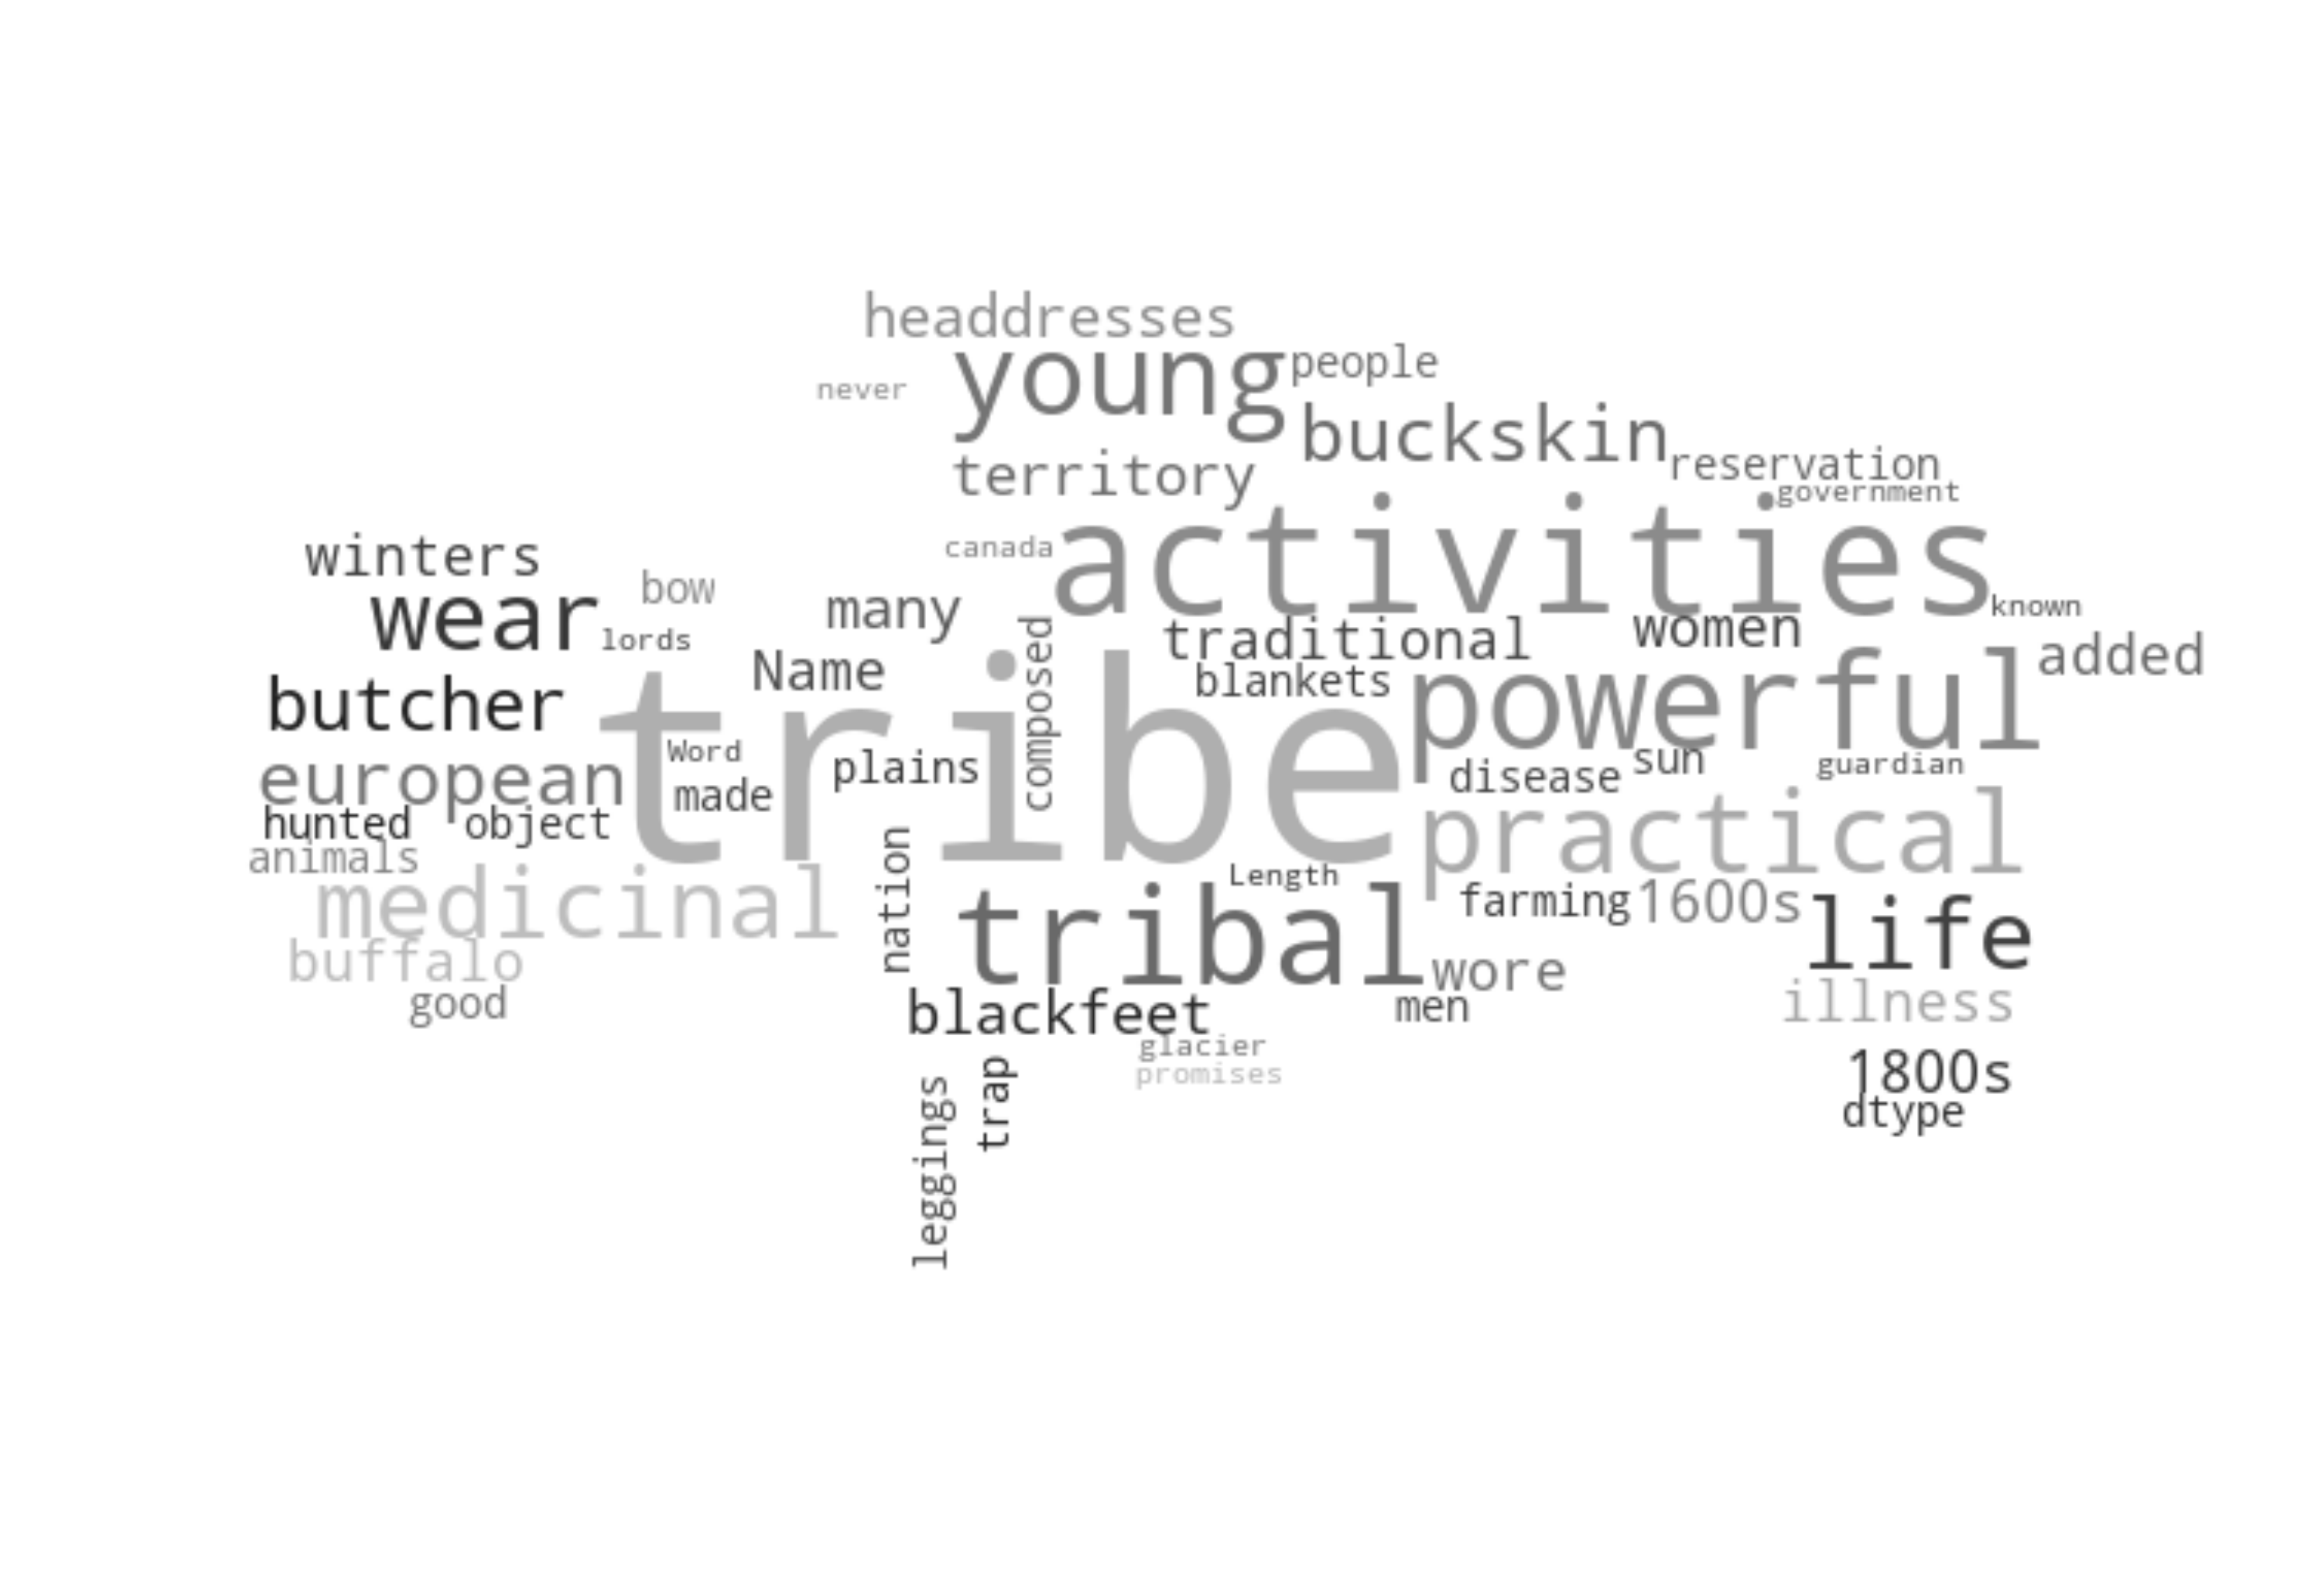 headdresses
young
people
never
buckskin
territory
reservation
government
activities
canada
winters
bow
wear
many
known
lords
composed
traditional
women
added
Name
blankets
powerful
butcher
tribe
Word
plains
sun
guardian
european
made
disease
practical
hunted
object
animals
nation
Length
medicinal
tribal
farming
1600s
life
buffalo
wore
good
blackfeet
men
illness
glacier
promises
trap
1800s
leggings
dtype